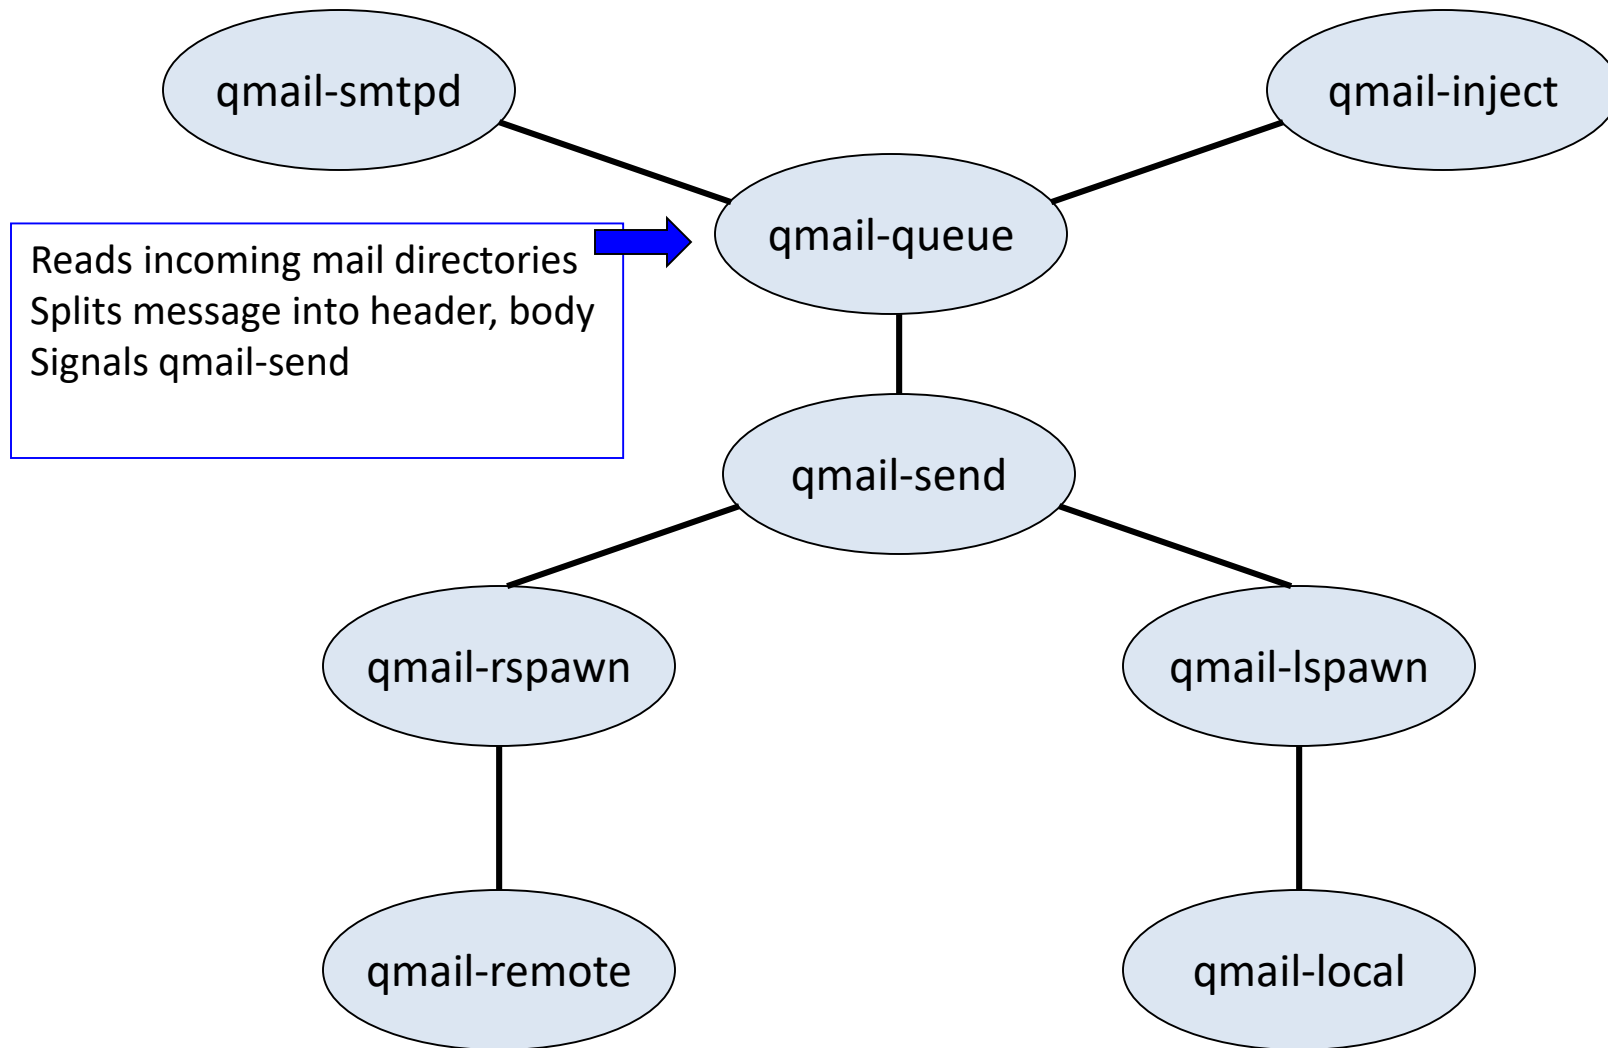 qmail-smtpd
qmail-inject
qmail-queue
Reads incoming mail directories
Splits message into header, body
Signals qmail-send
qmail-send
qmail-rspawn
qmail-lspawn
qmail-remote
qmail-local